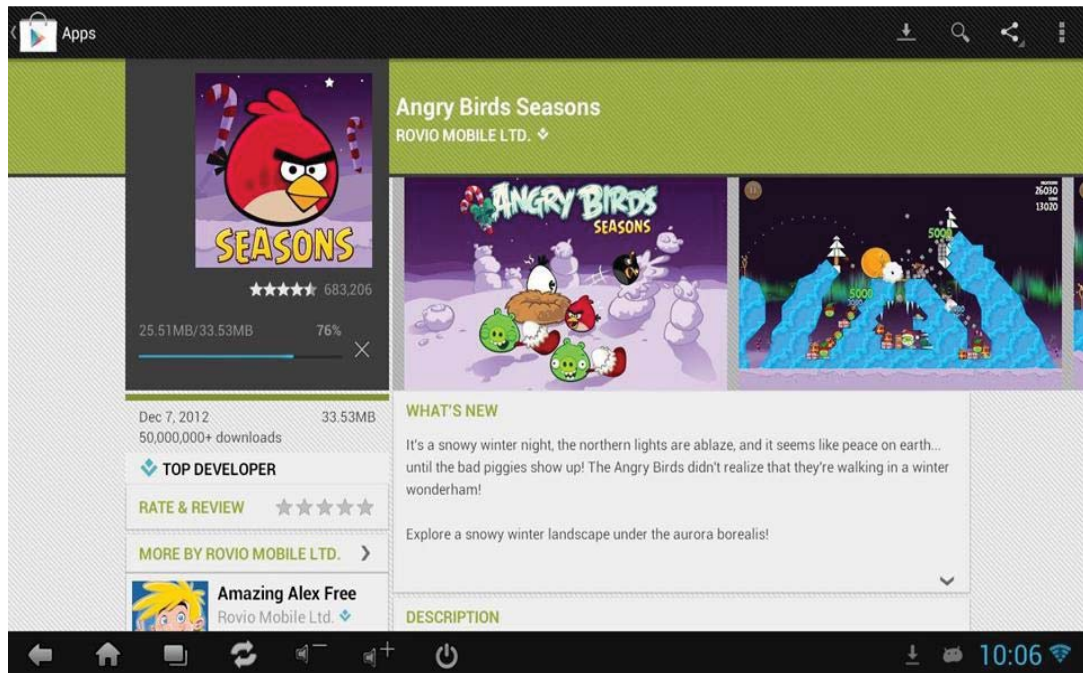 Apps
Angry Birds Seasons
ROVIO MOBILE LTD.
SEASONS
683,206
25.51MB/33.53MB 76%
ANGRY BIRDS
SEASONS
26030
13020
5000
5000
Dec 7, 2012 33.53MB
50,000,000+ downloads
TOP DEVELOPER
RATE & REVIEW
MORE BY ROVIO MOBILE LTD.
Amazing Alex Free
Rovio Mobile Ltd.
WHAT'S NEW
It's a snowy winter night, the northern lights are ablaze, and it seems like peace on earth...
until the bad piggies show up! The Angry Birds didn't realize that they're walking in a winter
wonderham!
Explore a snowy winter landscape under the aurora borealis!
DESCRIPTION
10:06